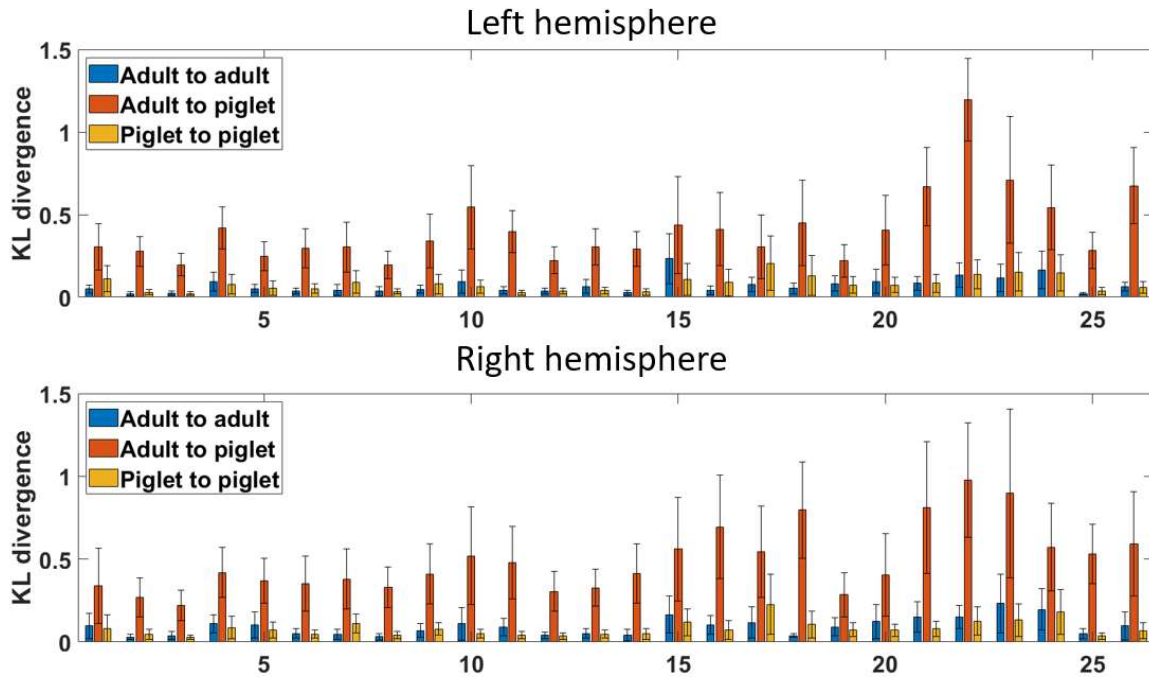 Left hemisphere
1.5
1
0.5
0
KL divergence
Adult to adult
Adult to piglet
Piglet to piglet
5 10 15 20 25
Right hemisphere
1.5
1
0.5
0
KL divergence
Adult to adult
Adult to piglet
Piglet to piglet
5 10 15 20 25